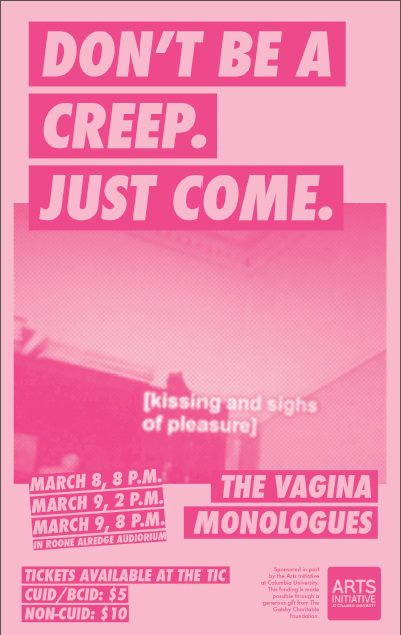 DON'T BE A
CREEP.
JUST COME.
[kissing and sighs
of pleasure]
MARCH 8, 8 P.M.
MARCH 9, 2 P.M.
MARCH 9, 8 P.M.
IN ROONE ALREDGE AUDIORIUM
THE VAGINA
MONOLOGUES
TICKETS AVAILABLE AT THE TIC
CUID/BCID: $5
NON-CUID: $10
Sponsored in part
by the Arts Initiative
at Columbia University.
This funding is made
possible through a
generous gift from The
Gatsby Charitable
Foundation.
ARTS
INITIATIVE
AT COLUMBIA UNIVERSITY